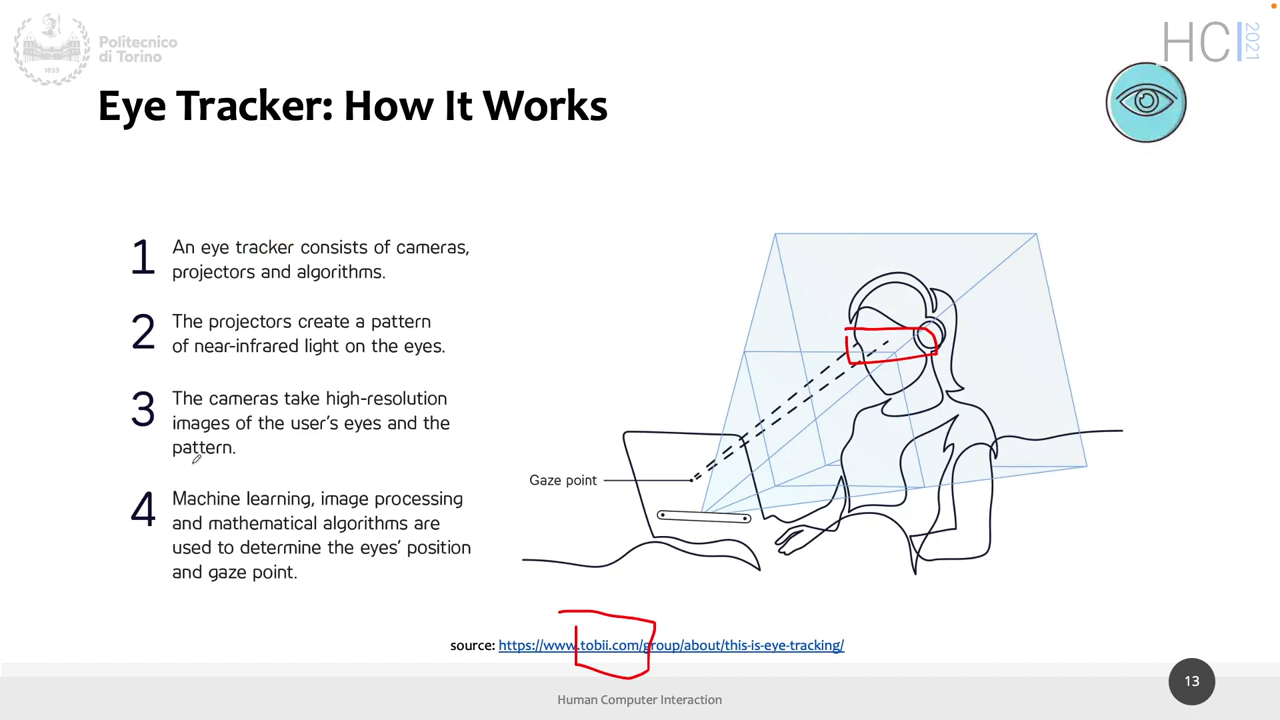 Politecnico
di Torino
1859
HCI 2021
Eye Tracker: How It Works
1 An eye tracker consists of cameras,
projectors and algorithms.
2 The projectors create a pattern
of near-infrared light on the eyes.
3 The cameras take high-resolution
images of the user's eyes and the
pattern.
4 Machine learning, image processing
and mathematical algorithms are
used to determine the eyes' position
and gaze point.
Gaze point
source: https://www.tobii.com/group/about/this-is-eye-tracking/
Human Computer Interaction
13